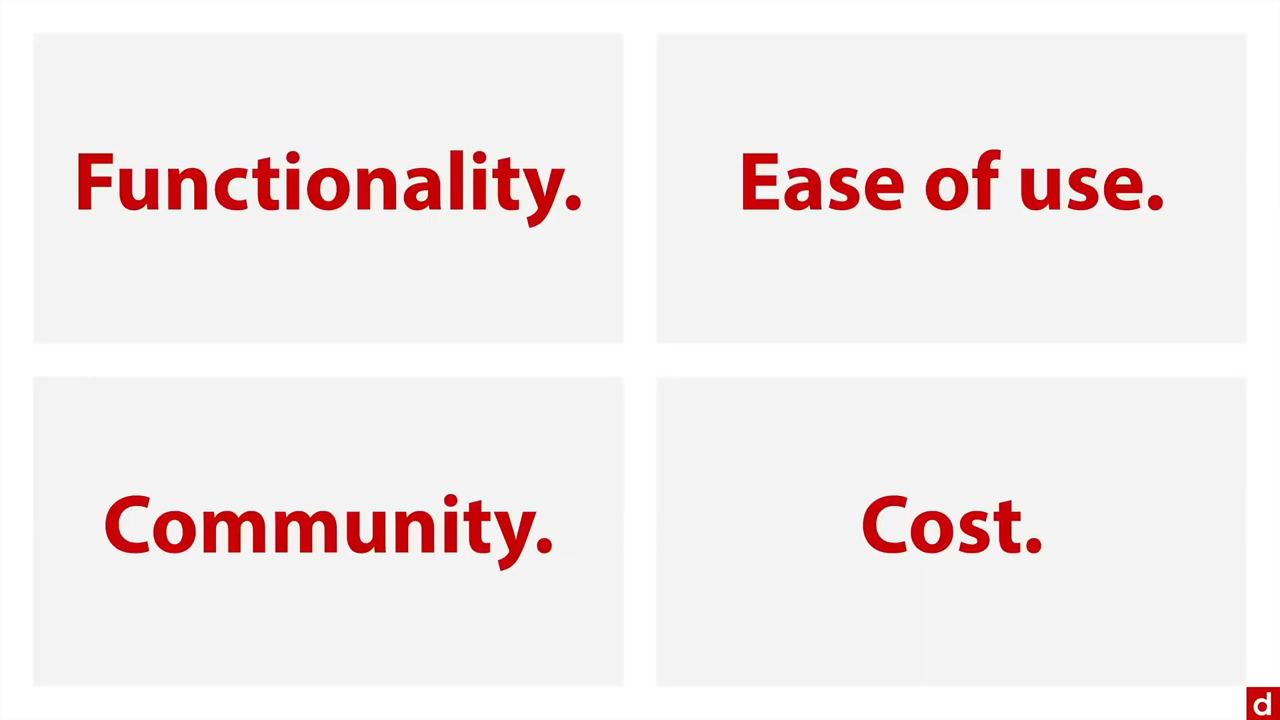 Functionality.
Ease of use.
Community.
Cost.
d